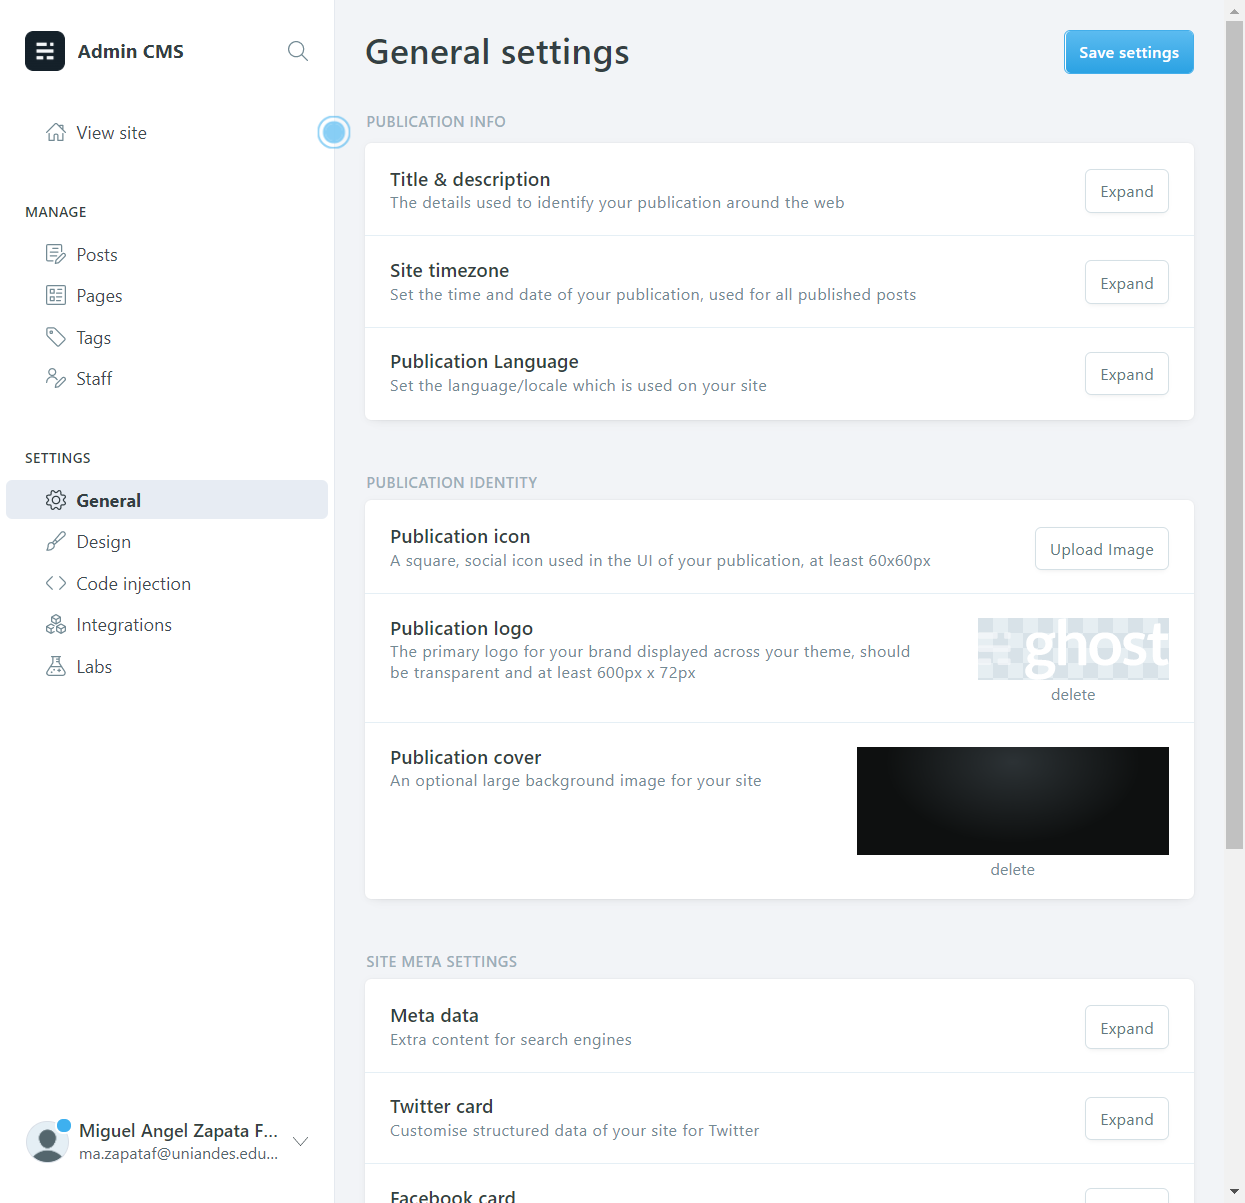 Admin CMS
View site
MANAGE
Posts
Pages
Tags
Staff
SETTINGS
General
Design
Code injection
Integrations
Labs
Miguel Angel Zapata F...
ma.zapataf@uniandes.edu...
General settings
Save settings
PUBLICATION INFO
Title & description
The details used to identify your publication around the web
Expand
Site timezone
Set the time and date of your publication, used for all published posts
Expand
Publication Language
Set the language/locale which is used on your site
Expand
PUBLICATION IDENTITY
Publication icon
A square, social icon used in the UI of your publication, at least 60x60px
Upload Image
Publication logo
The primary logo for your brand displayed across your theme, should
be transparent and at least 600px x 72px
ghost
delete
Publication cover
An optional large background image for your site
delete
SITE META SETTINGS
Meta data
Extra content for search engines
Expand
Twitter card
Customise structured data of your site for Twitter
Expand
Facebook card